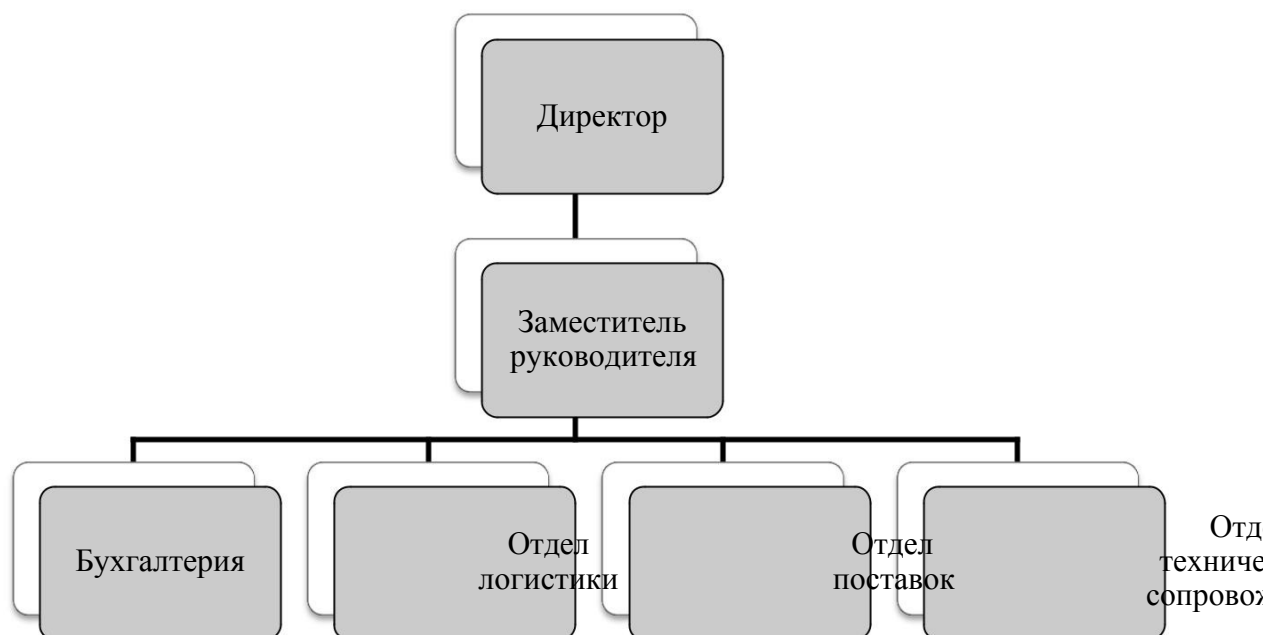 Директор
Заместитель
руководителя
Бухгалтерия
Отдел
логистики
Отдел
поставок